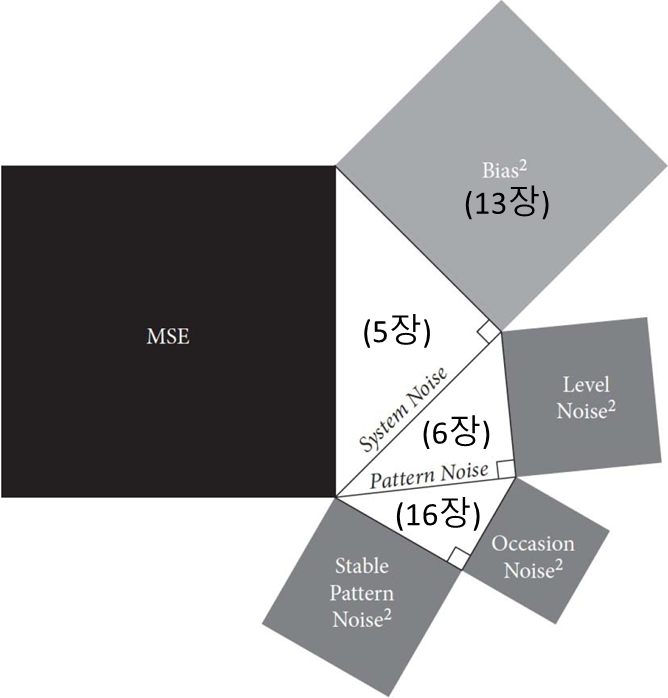 Bias²
(13장)
MSE
(5장)
System Noise
Level
Noise²
(6장)
Pattern Noise
(16장)
Occasion
Noise²
Stable
Pattern
Noise²